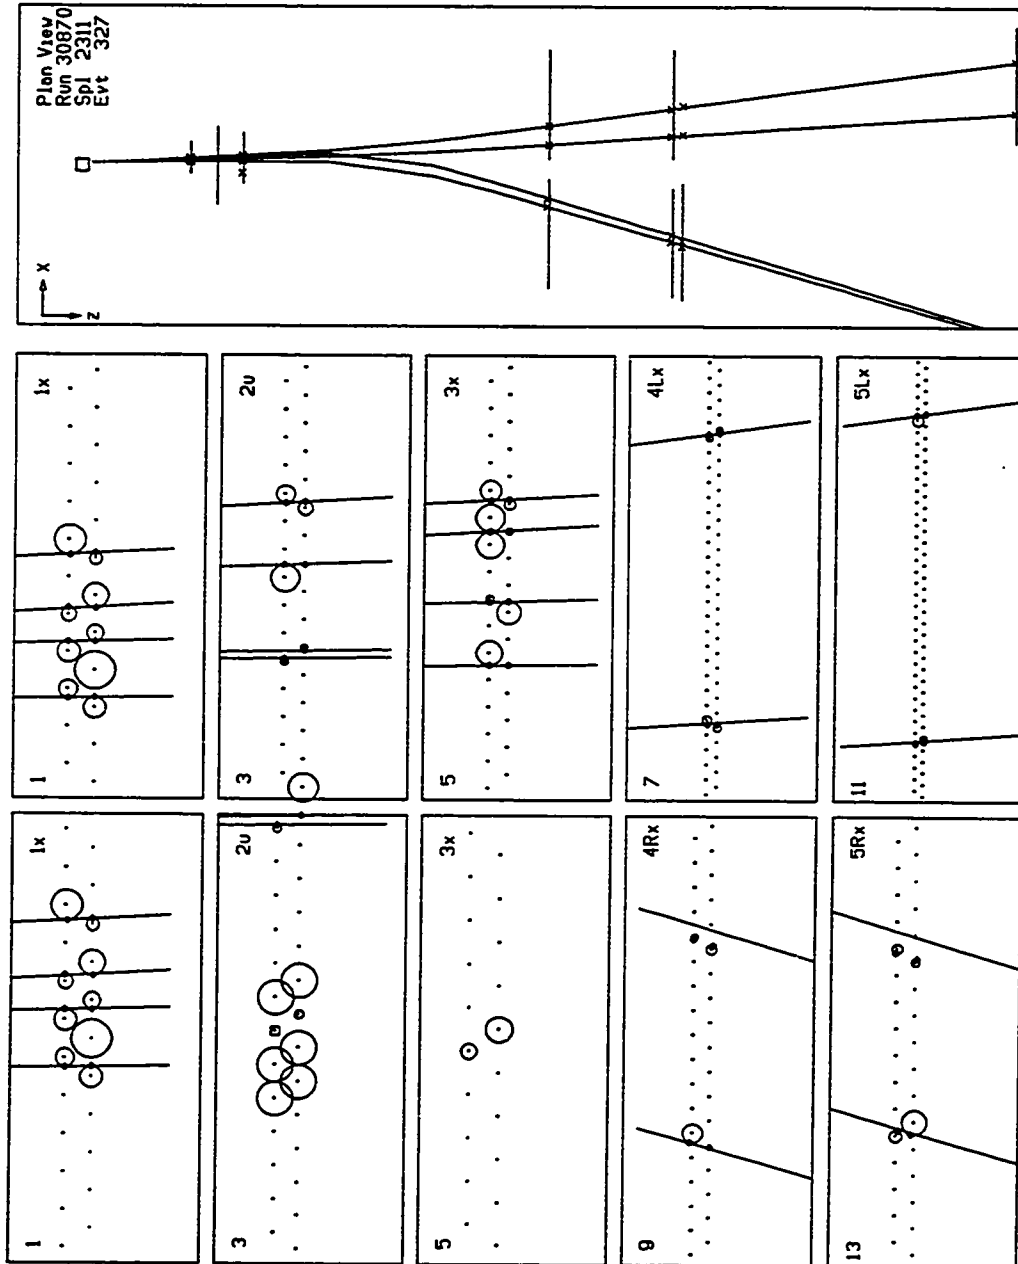 Plan View
Run 30870
Spl 2311
Evt 327
X
Z
1
1x
3
2u
5
3x
7
4Lx
11
5Lx
1
1x
3
2u
5
3x
9
4Rx
13
5Rx